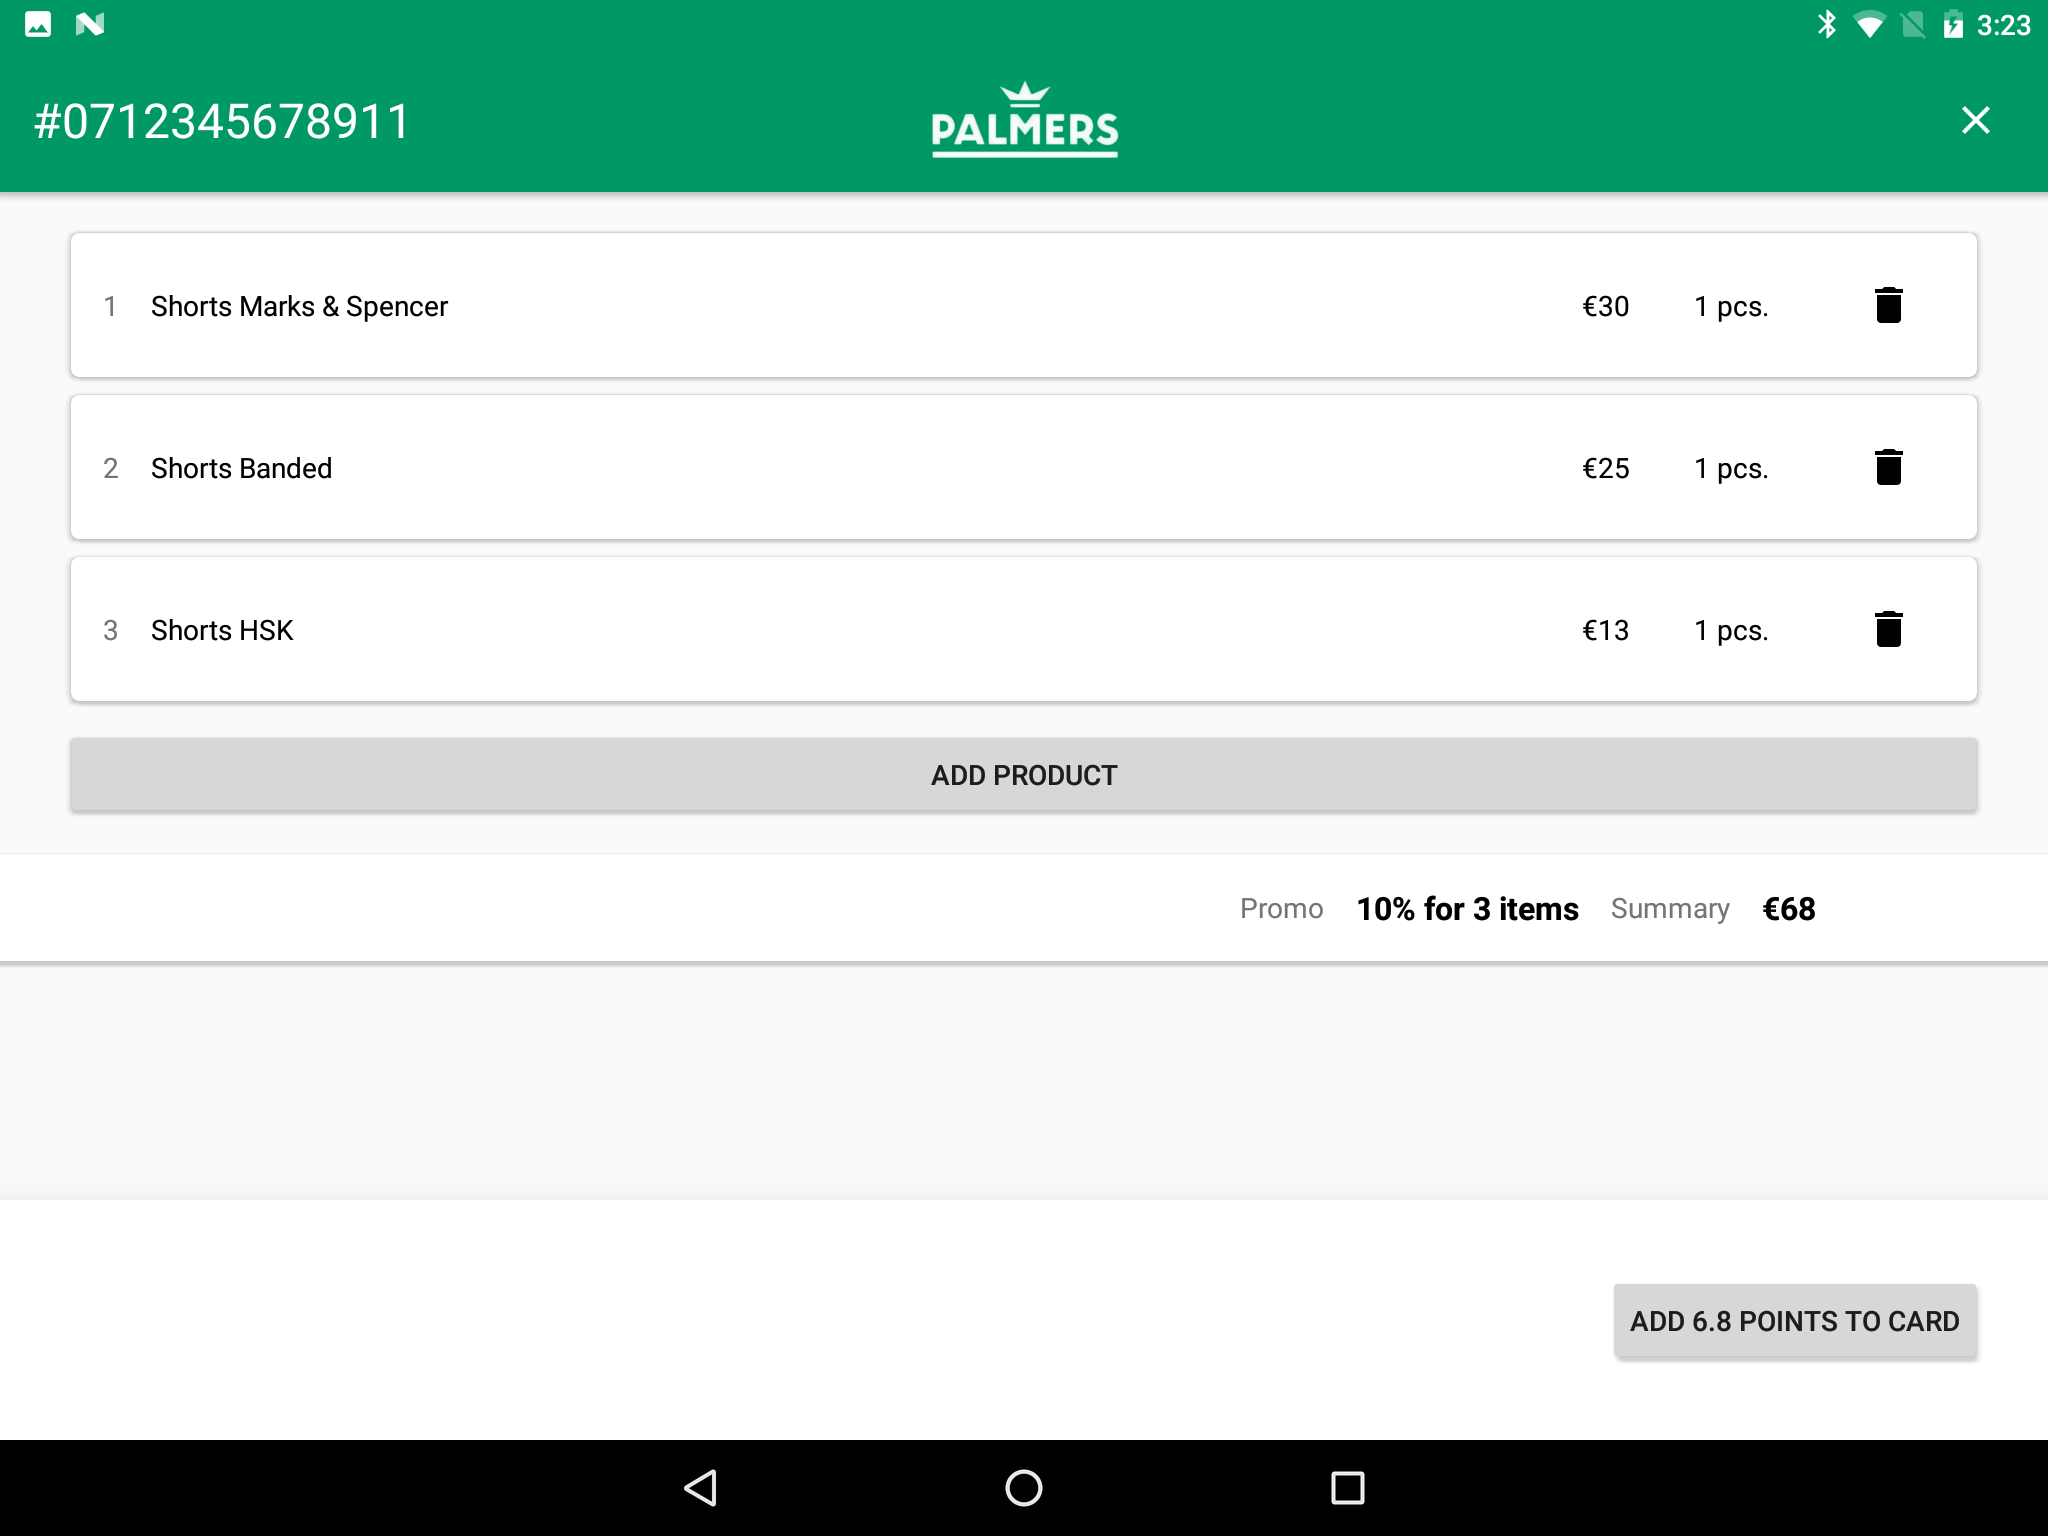 3:23
#0712345678911
PALMERS
1 Shorts Marks & Spencer €30 1 pcs.
2 Shorts Banded €25 1 pcs.
3 Shorts HSK €13 1 pcs.
ADD PRODUCT
Promo 10% for 3 items Summary €68
ADD 6.8 POINTS TO CARD